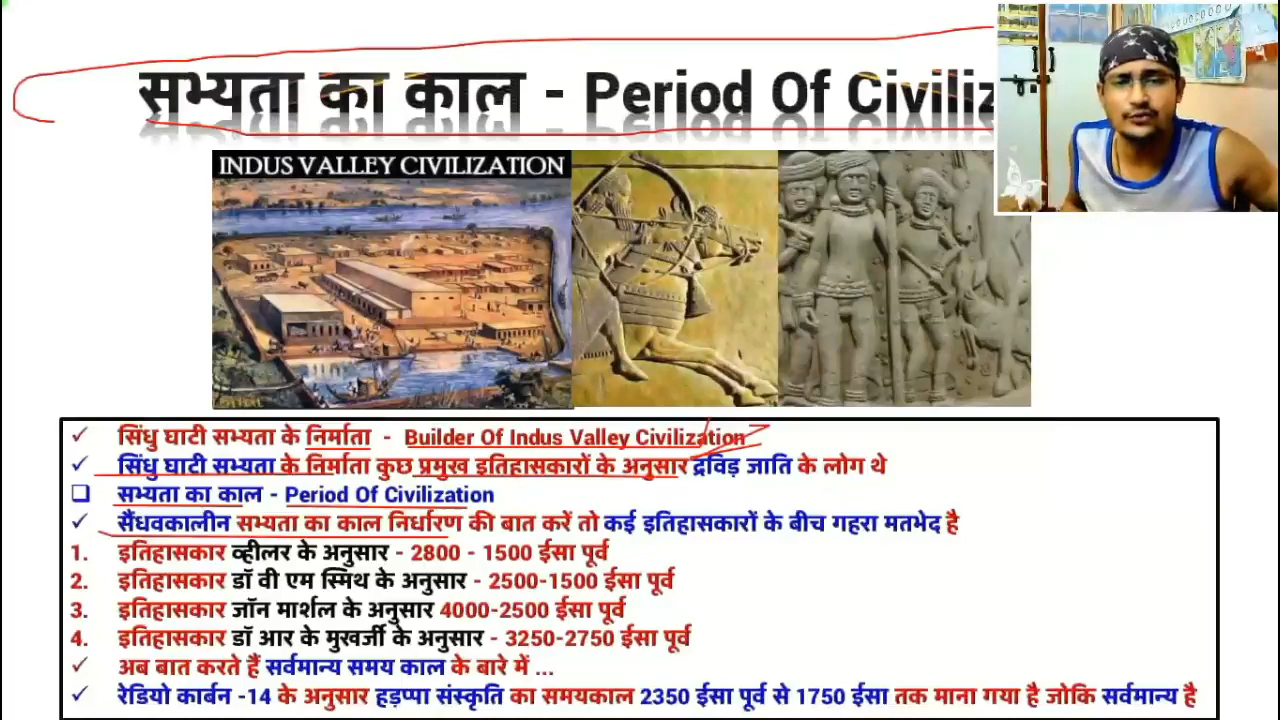 सभ्यता का काल - Period Of Civiliz
INDUS VALLEY CIVILIZATION
✓ सिंधु घाटी सभ्यता के निर्माता - Builder Of Indus Valley Civilization
✓ सिंधु घाटी सभ्यता के निर्माता कुछ प्रमुख इतिहासकारों के अनुसार द्रविड़ जाति के लोग थे
❑ सभ्यता का काल - Period Of Civilization
✓ सैंधवकालीन सभ्यता का काल निर्धारण की बात करें तो कई इतिहासकारों के बीच गहरा मतभेद है
1. इतिहासकार व्हीलर के अनुसार - 2800 - 1500 ईसा पूर्व
2. इतिहासकार डॉ वी एम स्मिथ के अनुसार - 2500-1500 ईसा पूर्व
3. इतिहासकार जॉन मार्शल के अनुसार 4000-2500 ईसा पूर्व
4. इतिहासकार डॉ आर के मुखर्जी के अनुसार - 3250-2750 ईसा पूर्व
✓ अब बात करते हैं सर्वमान्य समय काल के बारे में ...
✓ रेडियो कार्बन -14 के अनुसार हड़प्पा संस्कृति का समयकाल 2350 ईसा पूर्व से 1750 ईसा तक माना गया है जोकि सर्वमान्य है